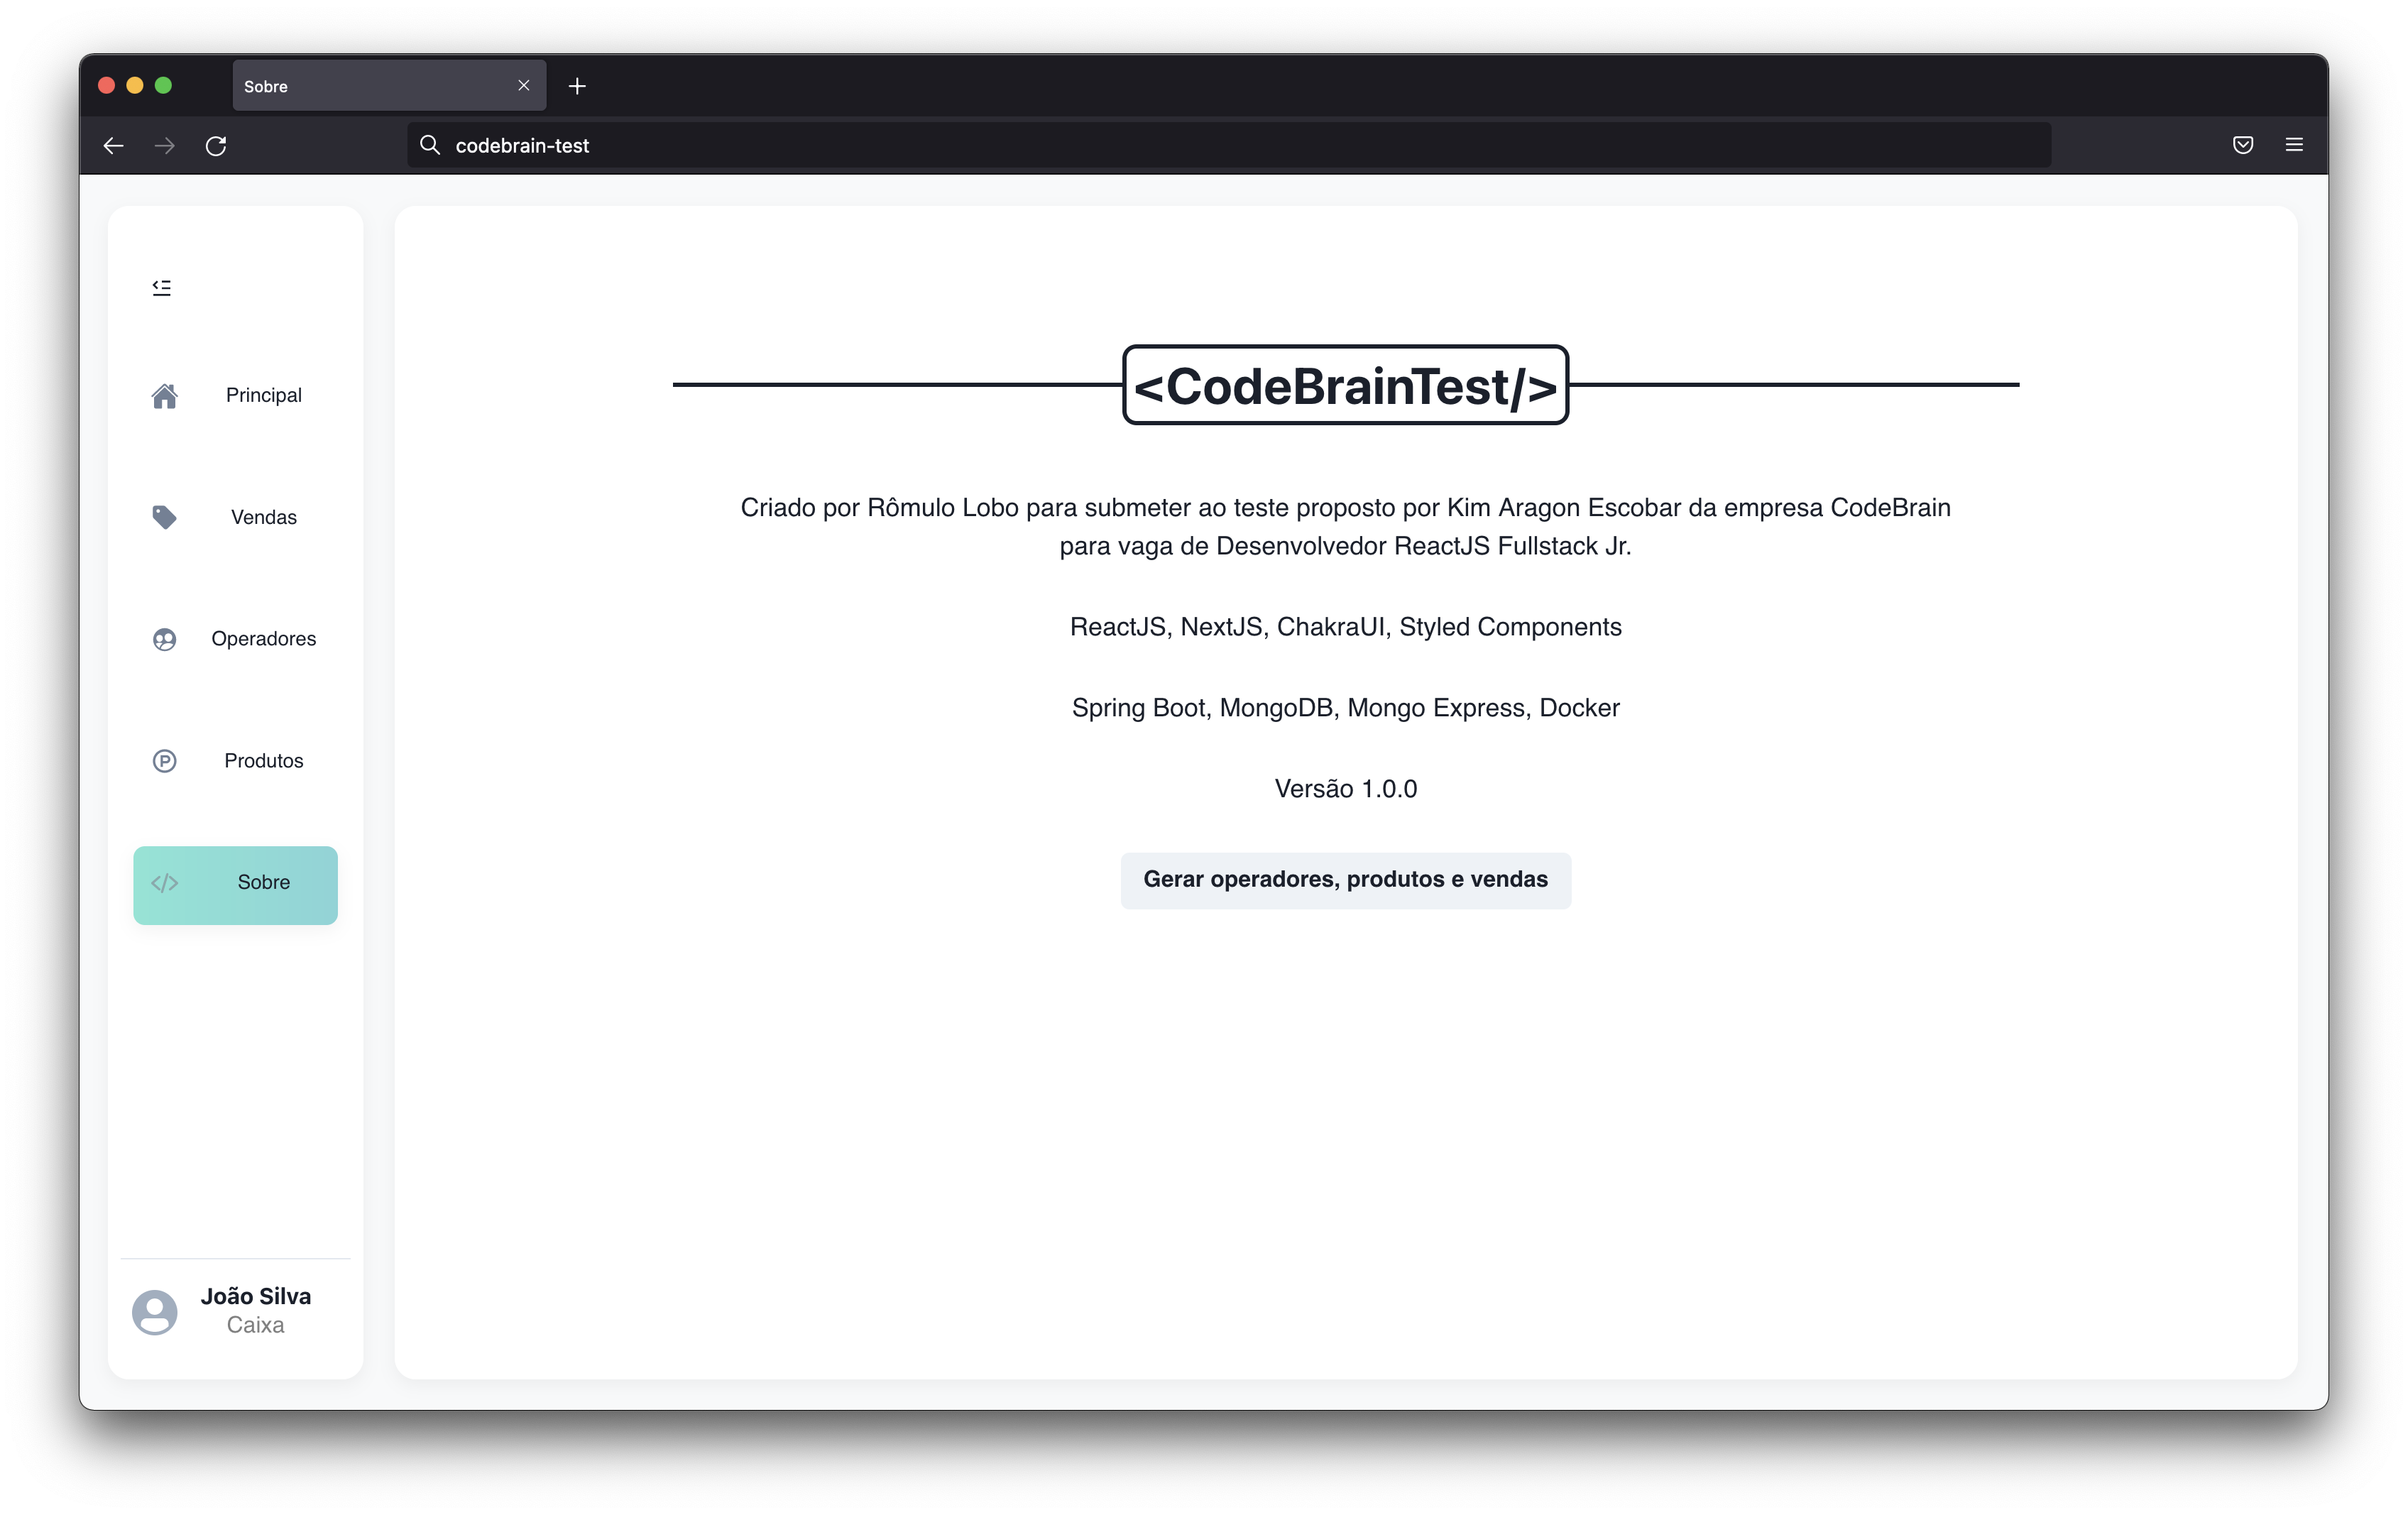 Sobre
codebrain-test
Principal
Vendas
Operadores
Produtos
Sobre
João Silva
Caixa
<CodeBrainTest/>
Criado por Rômulo Lobo para submeter ao teste proposto por Kim Aragon Escobar da empresa CodeBrain
para vaga de Desenvolvedor ReactJS Fullstack Jr.
ReactJS, NextJS, ChakraUI, Styled Components
Spring Boot, MongoDB, Mongo Express, Docker
Versão 1.0.0
Gerar operadores, produtos e vendas